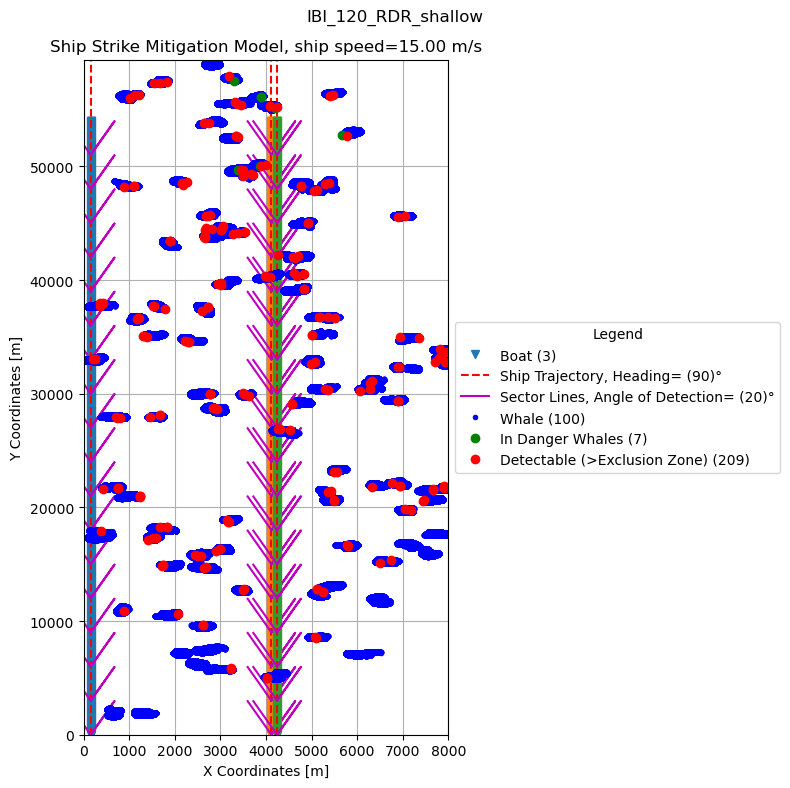 IBI_120_RDR_shallow
Ship Strike Mitigation Model, ship speed=15.00 m/s
Y Coordinates [m]
50000
40000
30000
20000
10000
0
0 1000 2000 3000 4000 5000 6000 7000 8000
X Coordinates [m]
Legend
Boat (3)
Ship Trajectory, Heading= (90)°
Sector Lines, Angle of Detection= (20)°
Whale (100)
In Danger Whales (7)
Detectable (>Exclusion Zone) (209)